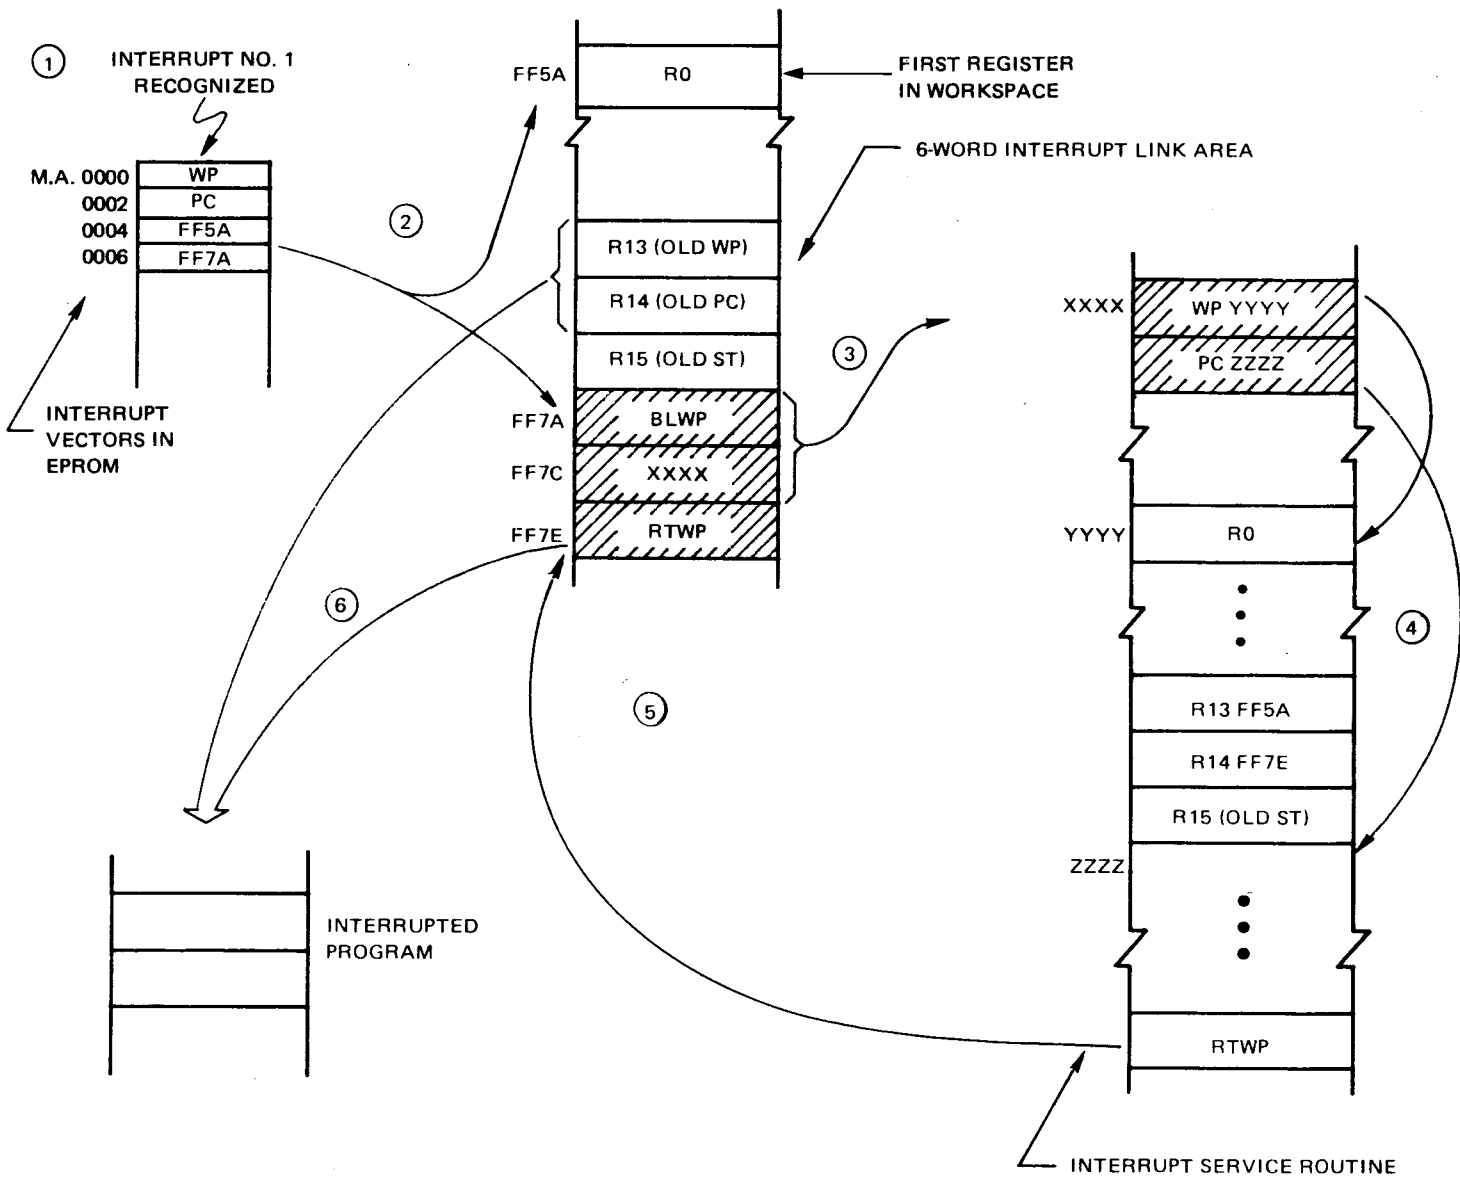 1
INTERRUPT NO. 1
RECOGNIZED
M.A. 0000 WP
0002 PC
0004 FF5A
0006 FF7A
INTERRUPT
VECTORS IN
EPROM
2
FF5A R0
FIRST REGISTER
IN WORKSPACE
6-WORD INTERRUPT LINK AREA
R13 (OLD WP)
R14 (OLD PC)
R15 (OLD ST)
FF7A BLWP
FF7C XXXX
FF7E RTWP
3
XXXX WP YYYY
PC ZZZZ
YYYY R0
4
R13 FF5A
R14 FF7E
R15 (OLD ST)
ZZZZ
RTWP
INTERRUPT SERVICE ROUTINE
5
6
INTERRUPTED
PROGRAM